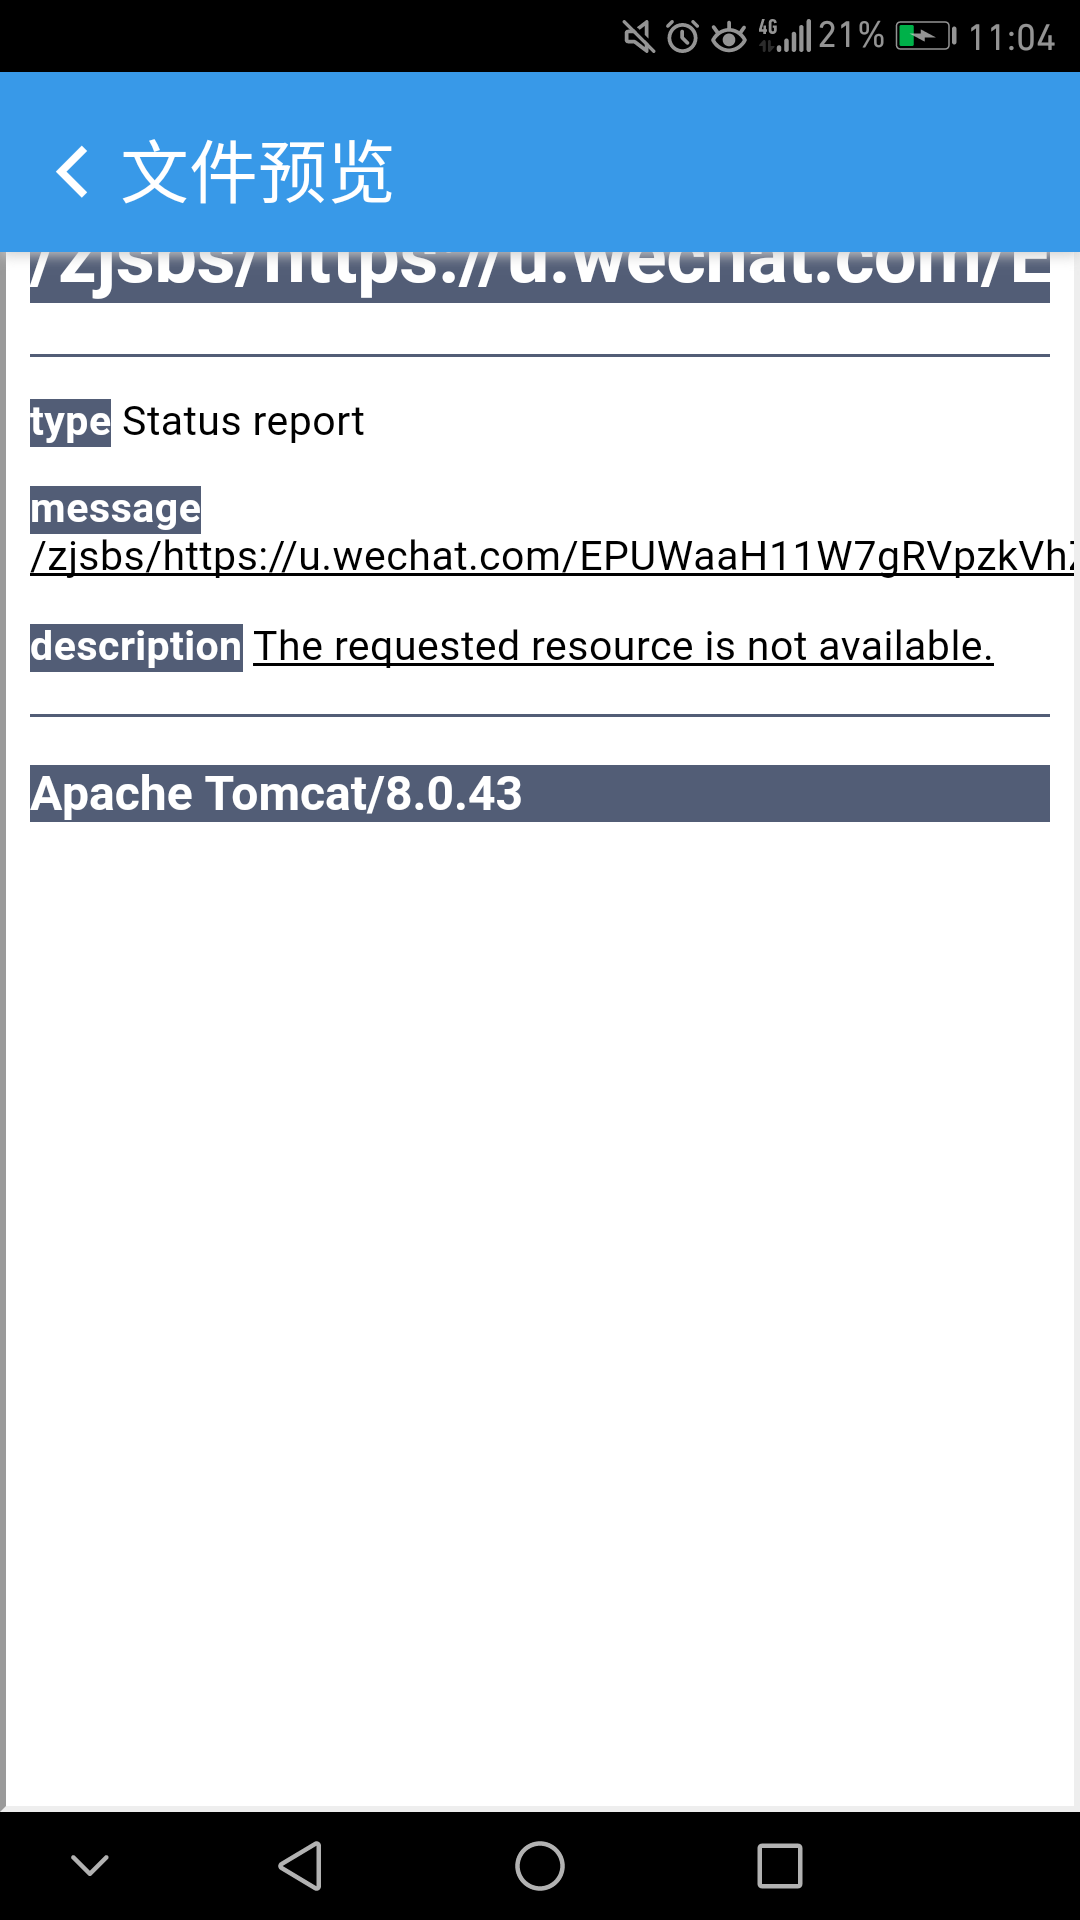 4G 21% 11:04
文件预览
/zjsbs/https://u.wechat.com/E
type Status report
message
/zjsbs/https://u.wechat.com/EPUWaaH11W7gRVpzkVh
description The requested resource is not available.
Apache Tomcat/8.0.43